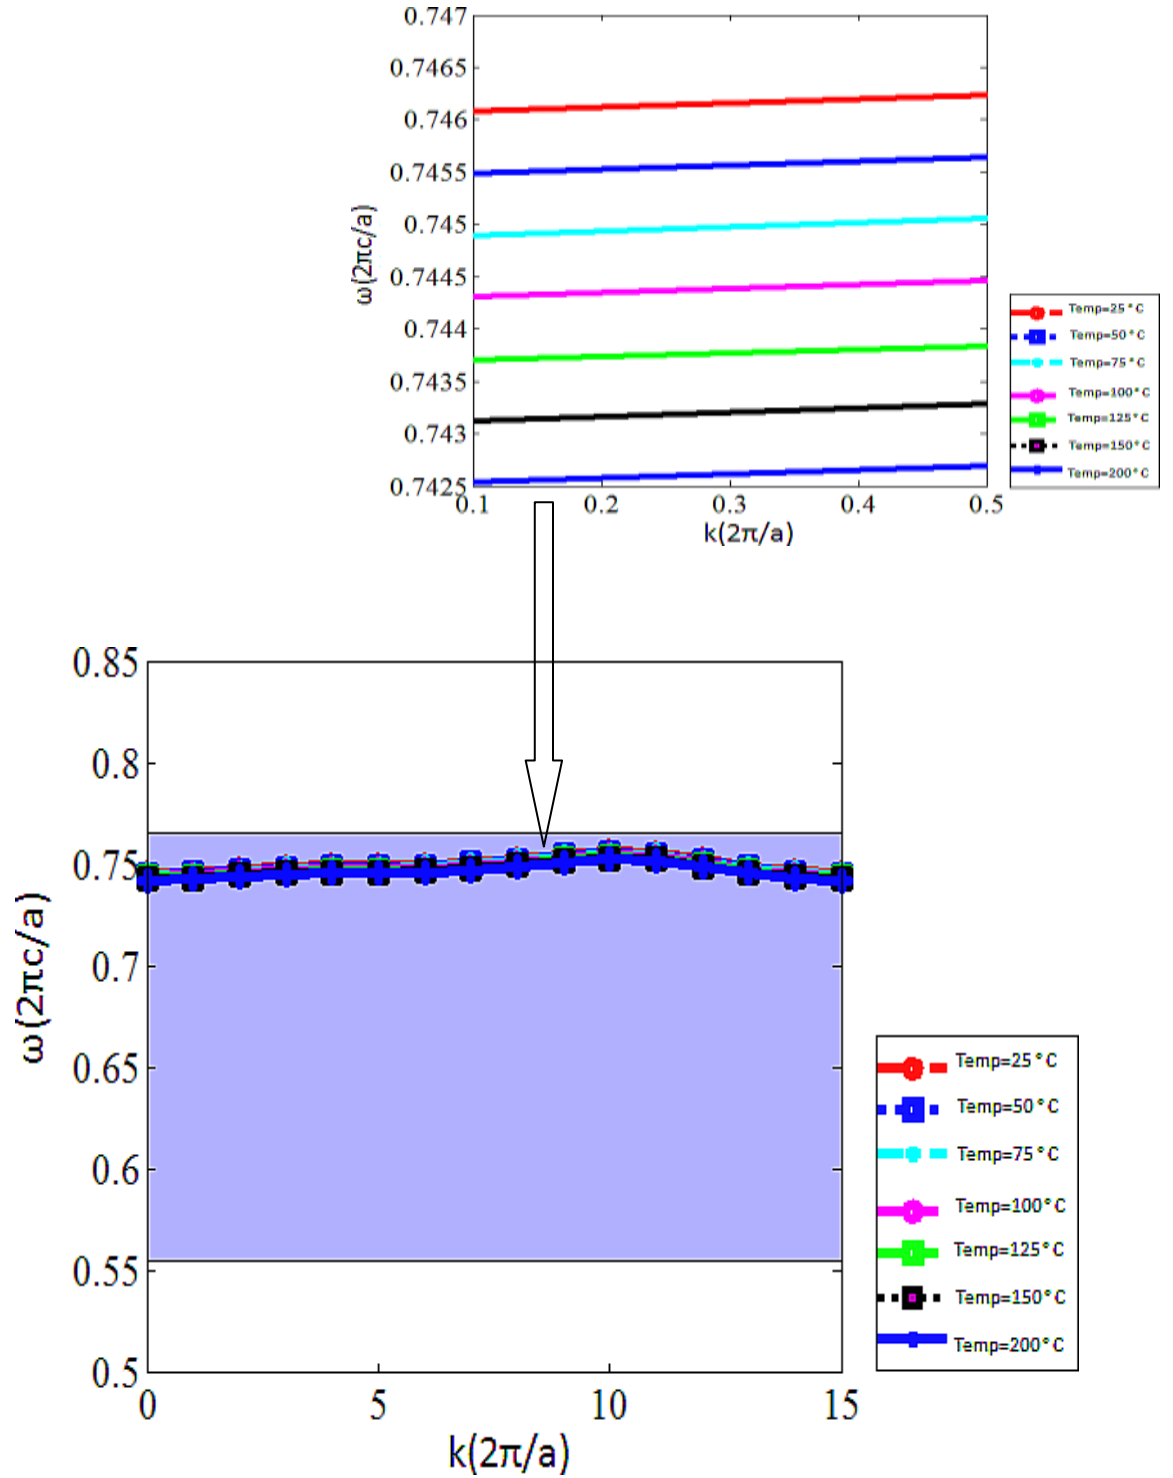 0.747
0.7465
0.746
0.7455
0.745
0.7445
0.744
0.7435
0.743
0.7425
ω(2πc/a)
0.1 0.2 0.3 0.4 0.5
k(2π/a)
Temp=25°C
Temp=50°C
Temp=75°C
Temp=100°C
Temp=125°C
Temp=150°C
Temp=200°C
0.85
0.8
0.75
0.7
0.65
0.6
0.55
0.5
ω(2πc/a)
0 5 10 15
k(2π/a)
Temp=25°C
Temp=50°C
Temp=75°C
Temp=100°C
Temp=125°C
Temp=150°C
Temp=200°C